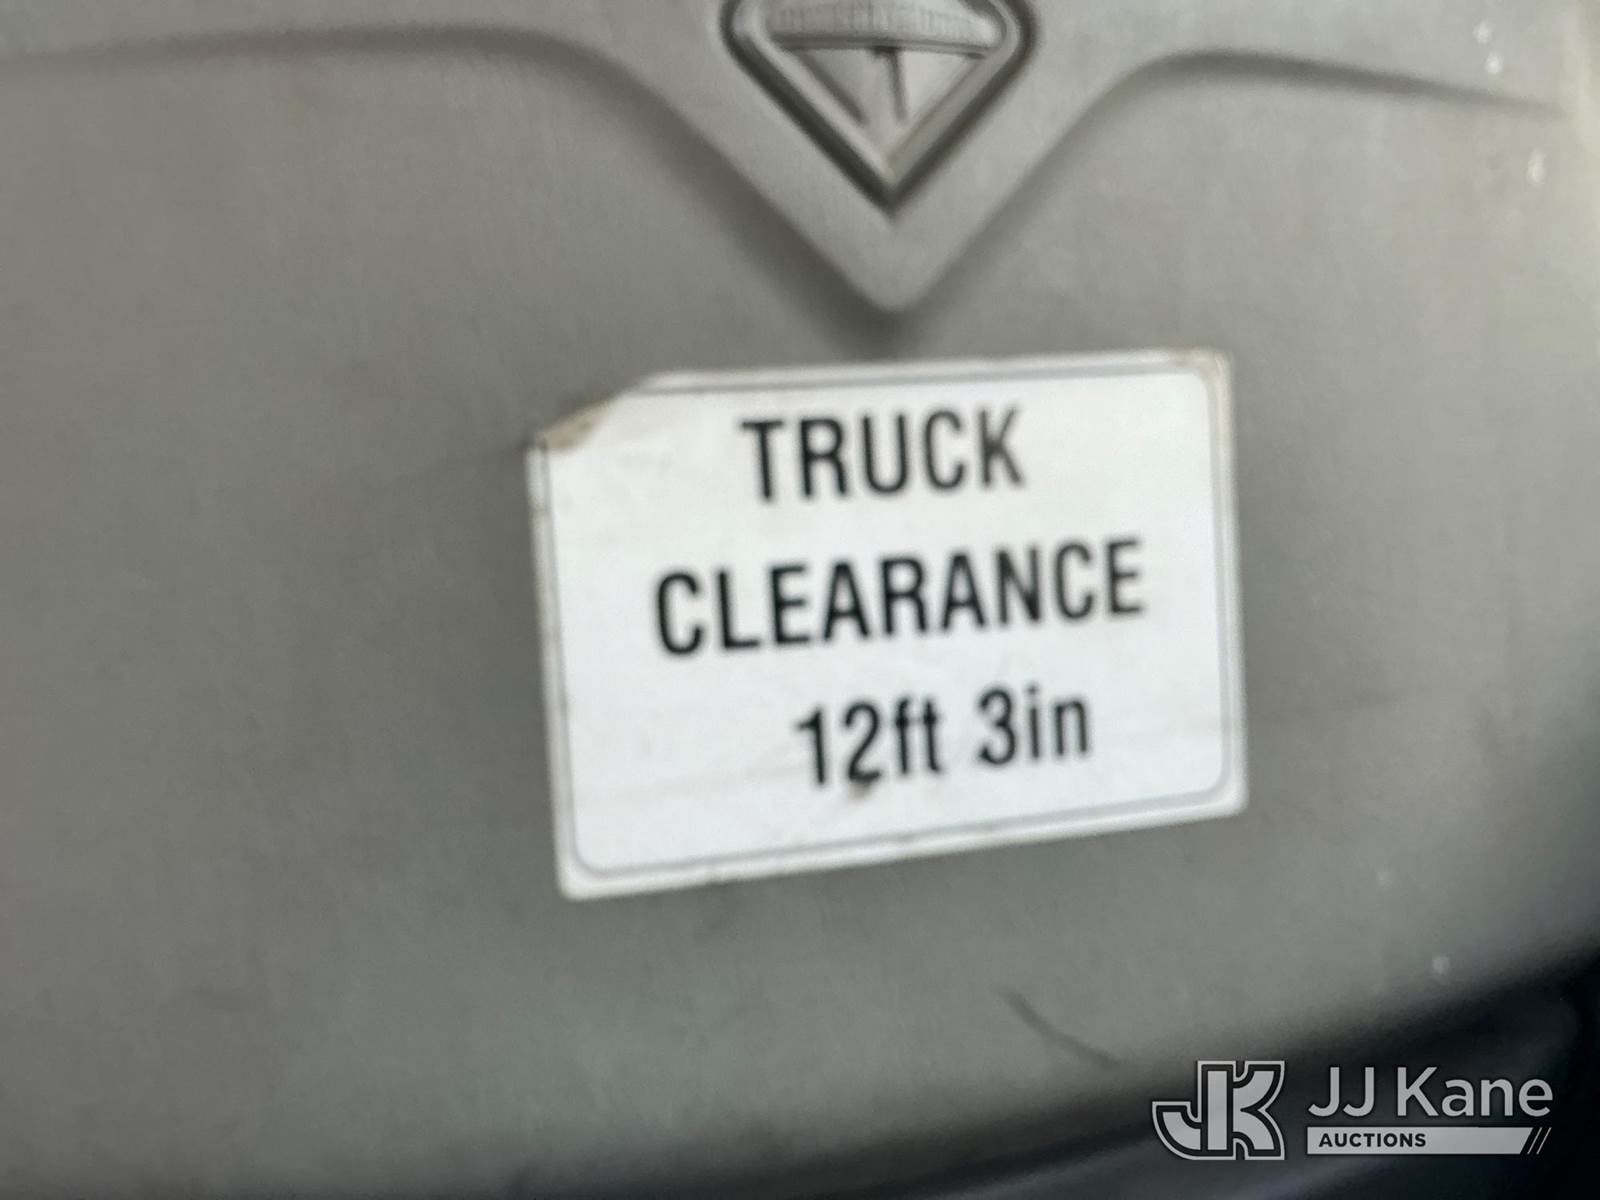 TRUCK
CLEARANCE
12ft 3in
JJ Kane
AUCTIONS